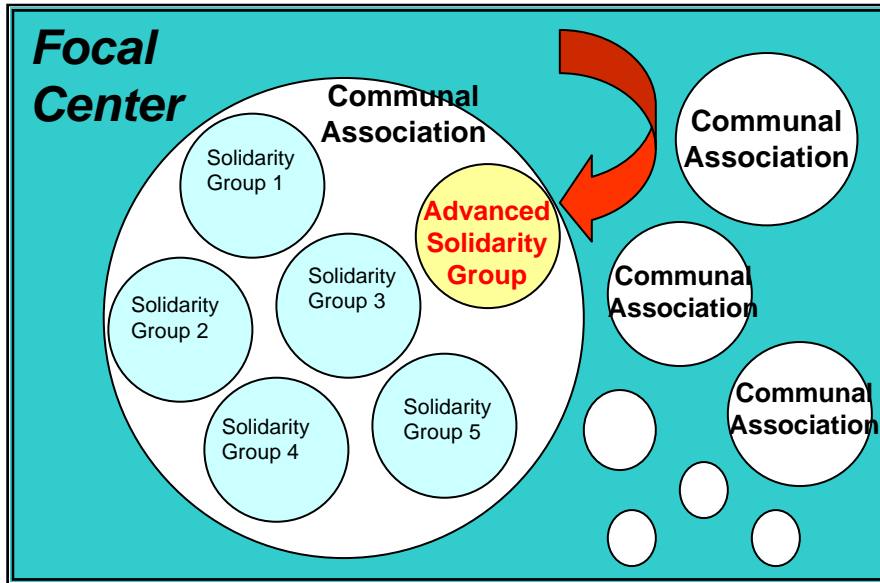 Focal
Center
Communal
Association
Solidarity
Group 1
Advanced
Solidarity
Group
Solidarity
Group 2
Solidarity
Group 3
Solidarity
Group 4
Solidarity
Group 5
Communal
Association
Communal
Association
Communal
Association